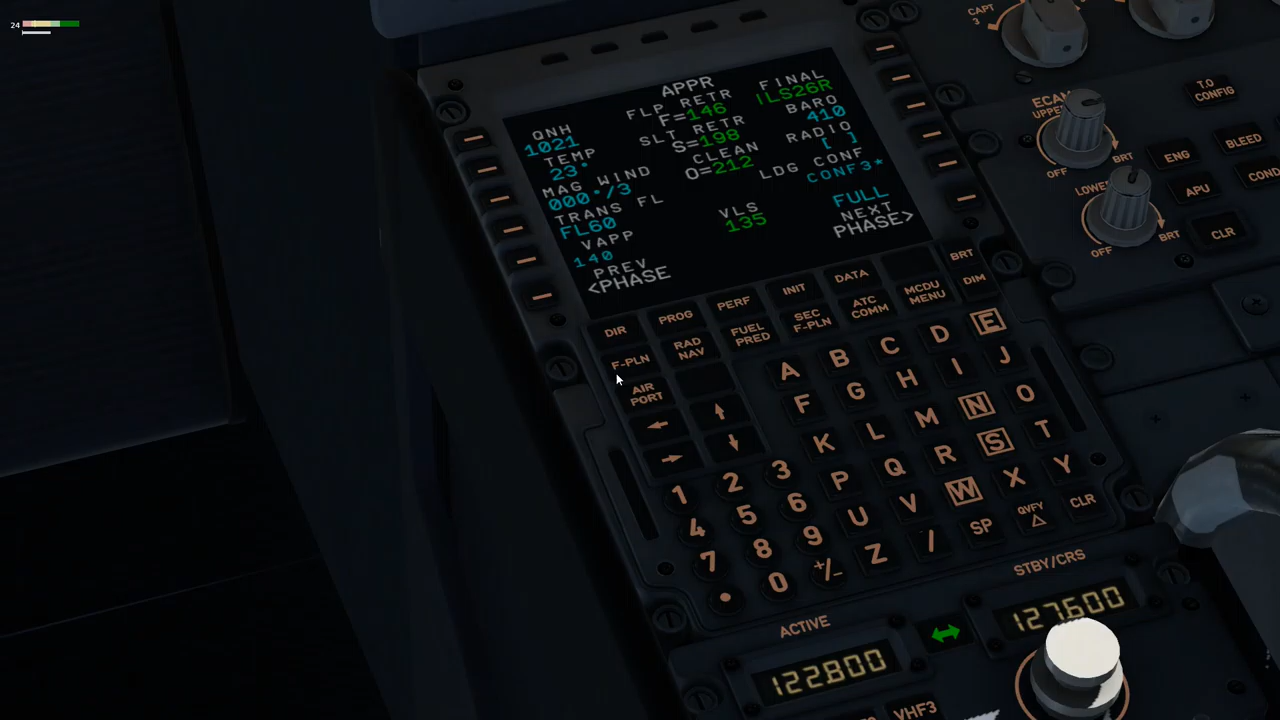 24
APPR
QNH FLP RETR FINAL
1021 F=146 ILS26R
TEMP SLT RETR BARO
23° S=198 410
MAG WIND CLEAN RADIO
000°/3 O=212 [ ]
TRANS FL LDG CONF
FL60 CONF3*
VAPP VLS
140 135 FULL
PREV NEXT
<PHASE PHASE>
DIR PROG PERF INIT DATA BRT
F-PLN RAD NAV FUEL PRED SEC F-PLN ATC COMM MCDU MENU DIM
AIR PORT
A B C D E
F G H I J
K L M N O
P Q R S T
U V W X Y
Z / SP OVFY CLR
1 2 3
4 5 6
7 8 9
. 0 +/-
CAPT 3
ECAM
UPPER
OFF BRT
LOWER
OFF BRT
T.O CONFIG
ENG BLEED
APU COND
CLR
ACTIVE STBY/CRS
122.800 127.600
VHF3